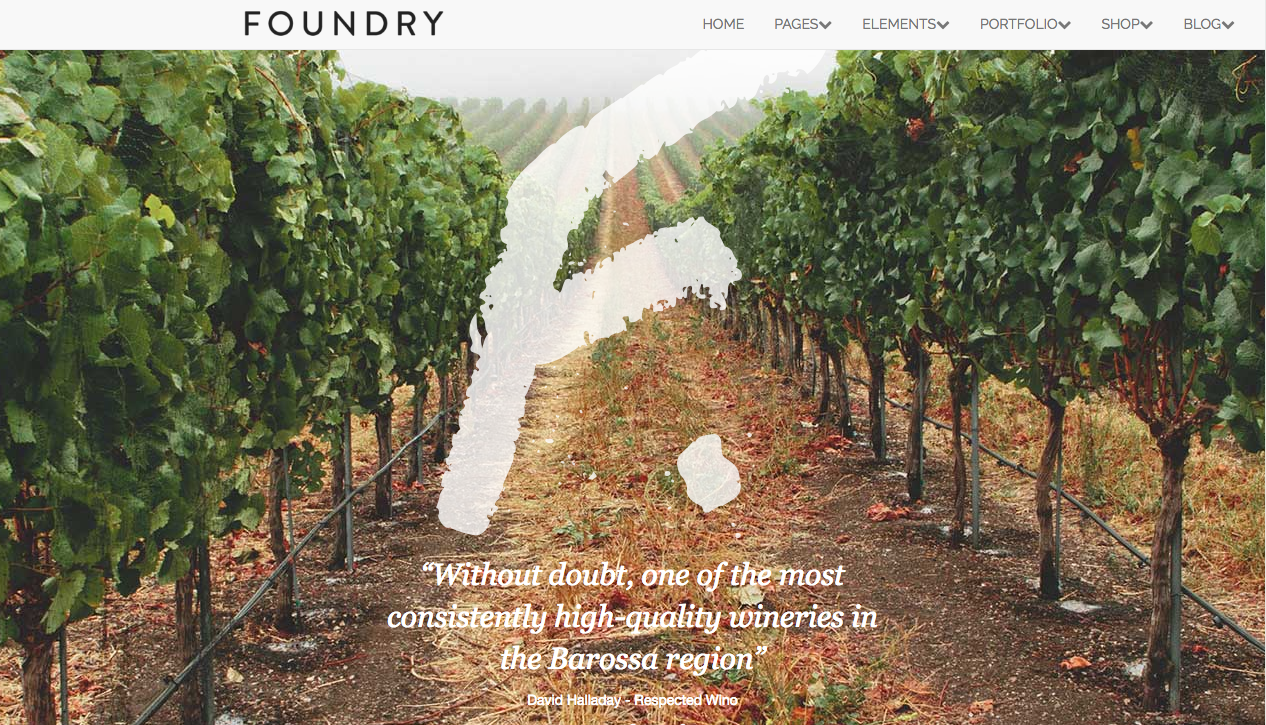 FOUNDRY
HOME PAGES ELEMENTS PORTFOLIO SHOP BLOG
“Without doubt, one of the most
consistently high-quality wineries in
the Barossa region”
David Halladay - Respected Wino